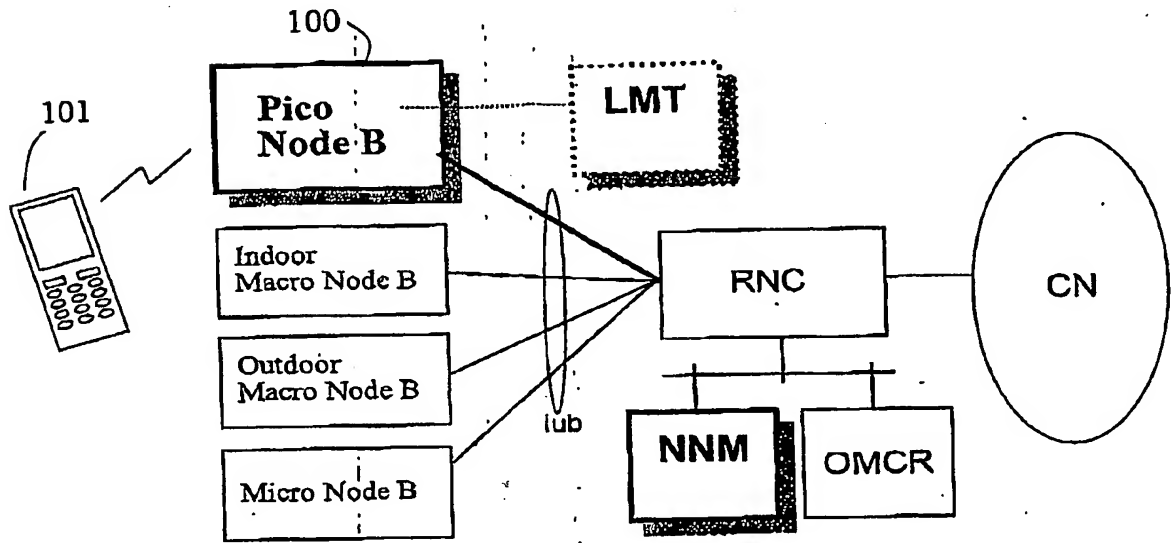 100
101
Pico
Node B
LMT
Indoor
Macro Node B
Outdoor
Macro Node B
Micro Node B
Iub
RNC
CN
NNM
OMCR